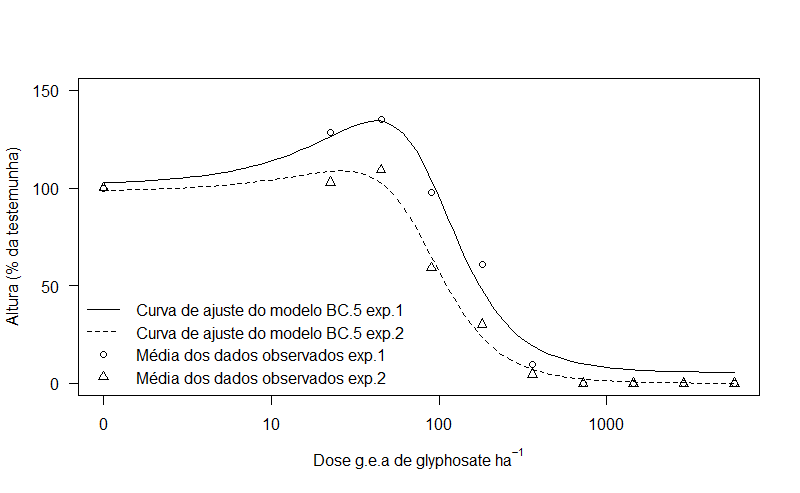 150
100
50
0
Altura (% da testemunha)
Curva de ajuste do modelo BC.5 exp.1
Curva de ajuste do modelo BC.5 exp.2
Média dos dados observados exp.1
Média dos dados observados exp.2
0 10 100 1000
Dose g.e.a de glyphosate ha⁻¹